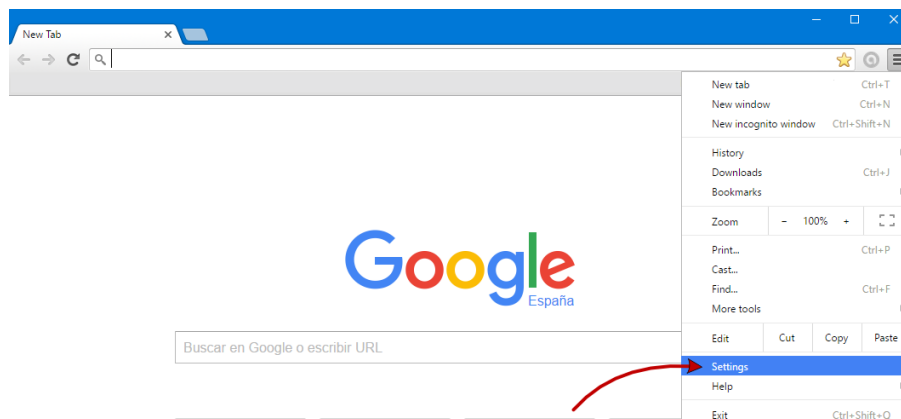 New Tab
New tab Ctrl+T
New window Ctrl+N
New incognito window Ctrl+Shift+N
History
Downloads Ctrl+J
Bookmarks
Zoom - 100% +
Print... Ctrl+P
Cast...
Find... Ctrl+F
More tools
Edit Cut Copy Paste
Settings
Help
Exit Ctrl+Shift+Q
Google
España
Buscar en Google o escribir URL